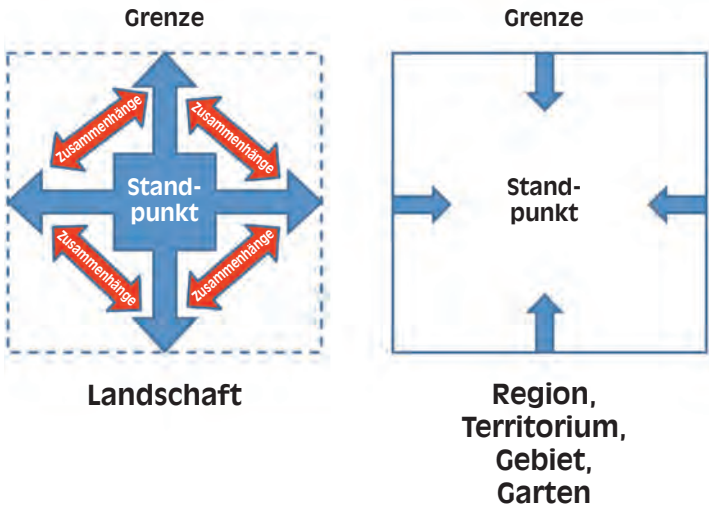 Grenze
Zusammenhänge
Zusammenhänge
Stand-
punkt
Zusammenhänge
Zusammenhänge
Landschaft
Grenze
Stand-
punkt
Region,
Territorium,
Gebiet,
Garten